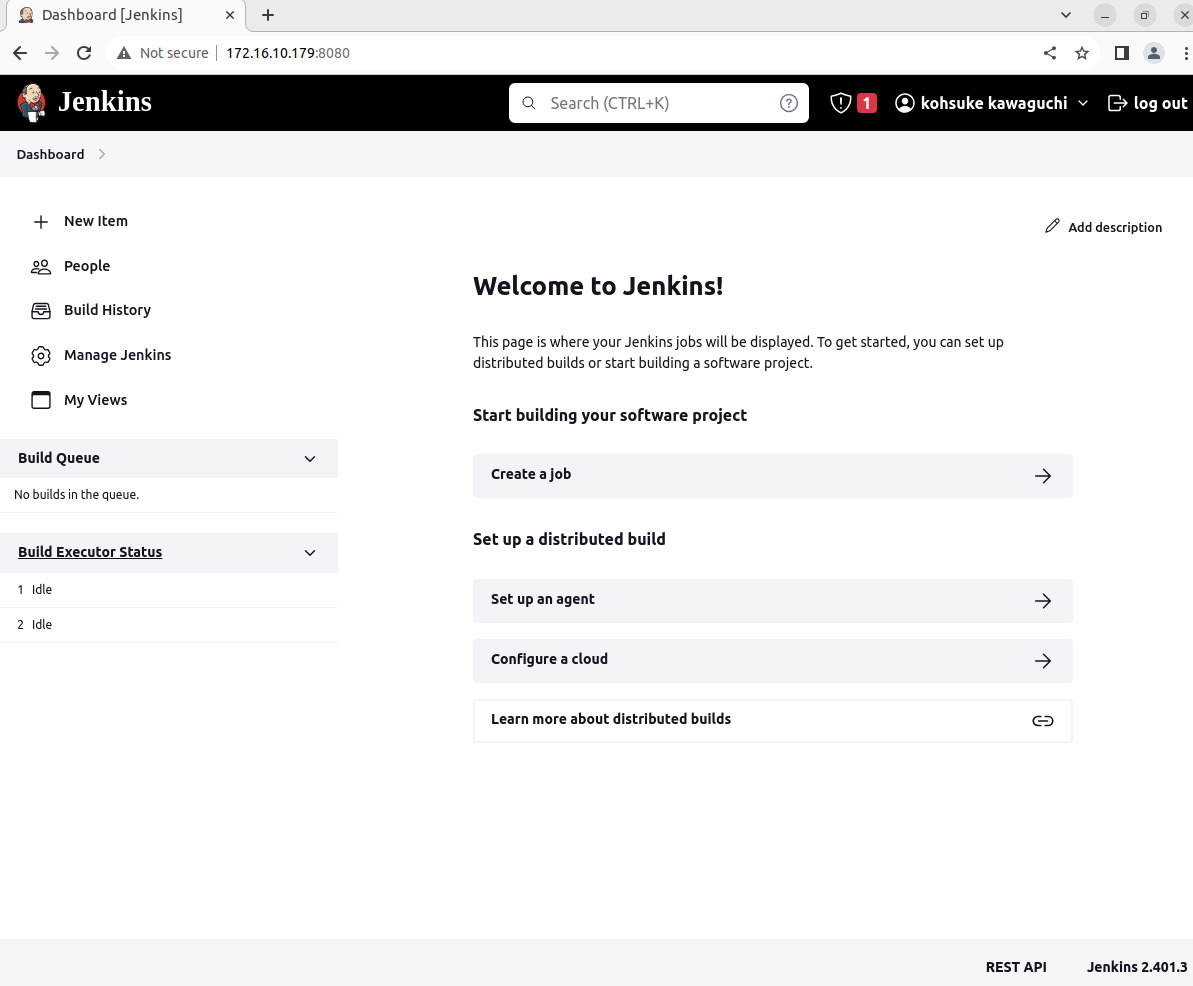 Dashboard [Jenkins]
Not secure 172.16.10.179:8080
Jenkins
Search (CTRL+K)
1
kohsuke kawaguchi
log out
Dashboard
New Item
People
Build History
Manage Jenkins
My Views
Build Queue
No builds in the queue.
Build Executor Status
1 Idle
2 Idle
Add description
Welcome to Jenkins!
This page is where your Jenkins jobs will be displayed. To get started, you can set up
distributed builds or start building a software project.
Start building your software project
Create a job
Set up a distributed build
Set up an agent
Configure a cloud
Learn more about distributed builds
REST API
Jenkins 2.401.3